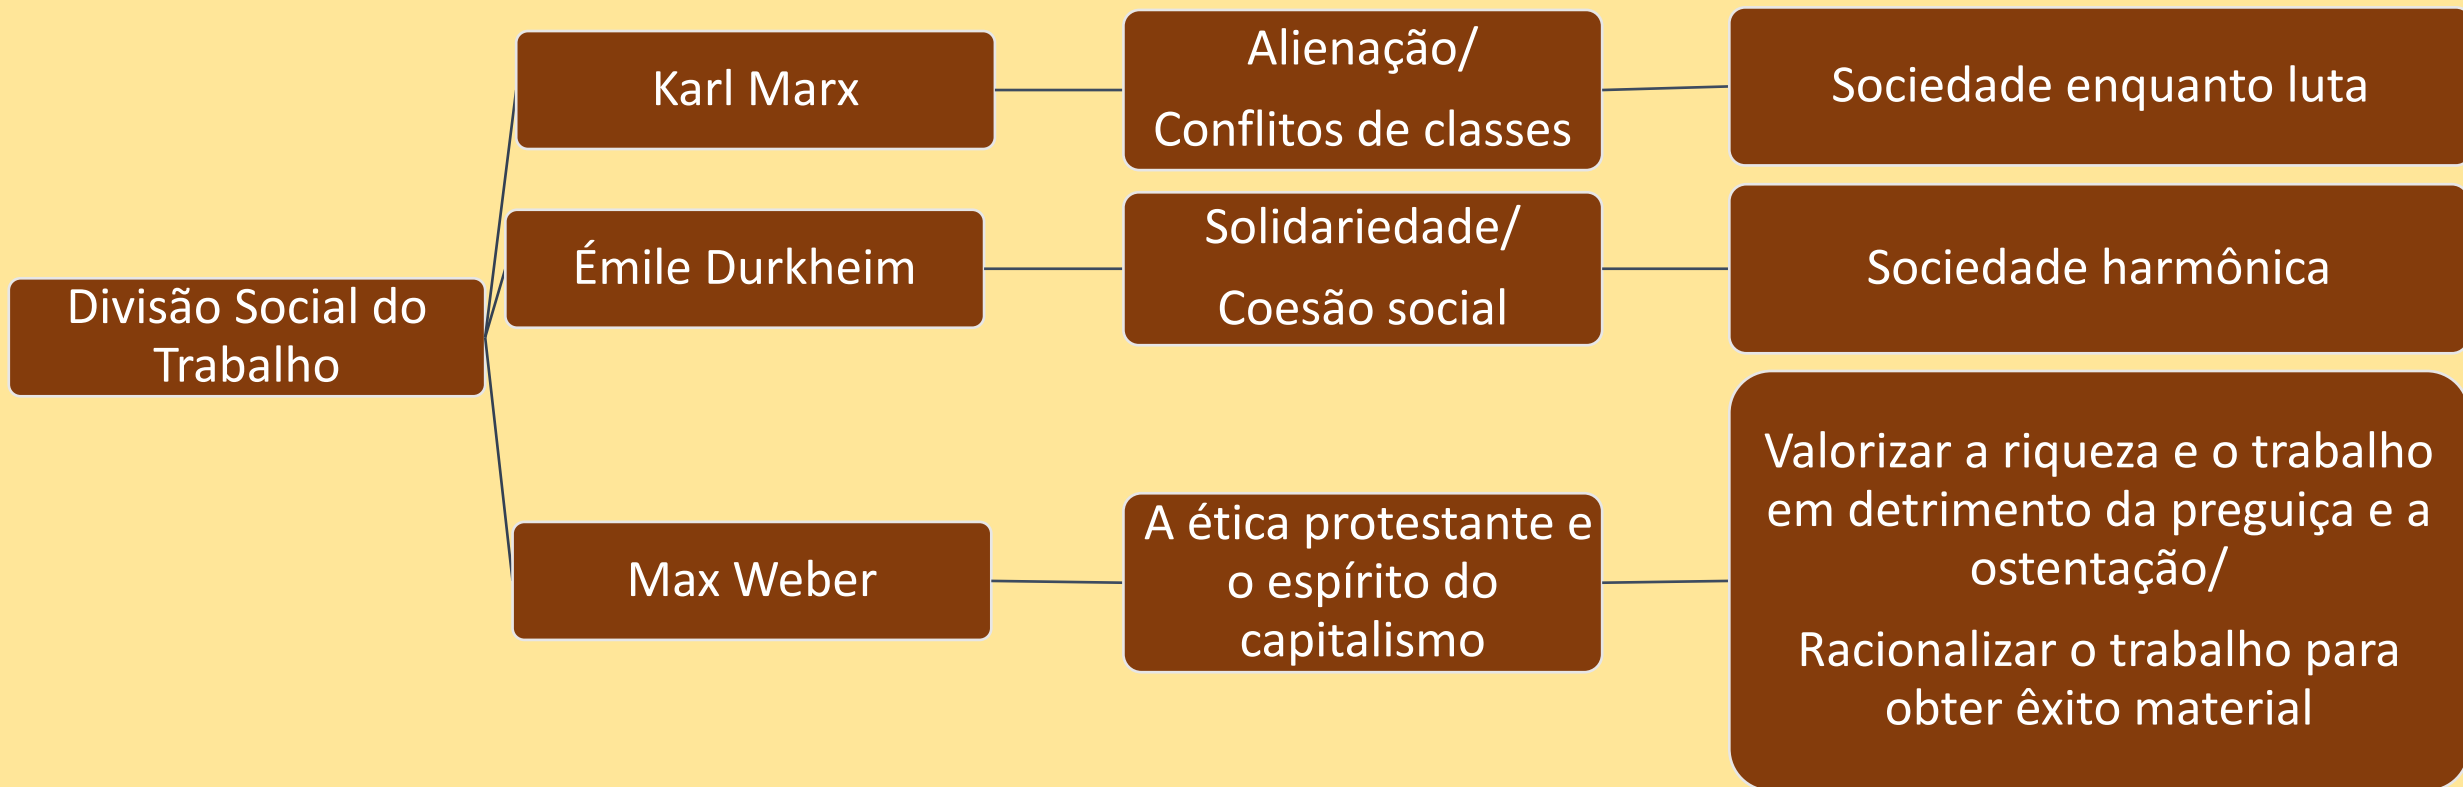 Divisão Social do
Trabalho
Karl Marx
Alienação/
Conflitos de classes
Sociedade enquanto luta
Émile Durkheim
Solidariedade/
Coesão social
Sociedade harmônica
Max Weber
A ética protestante e
o espírito do
capitalismo
Valorizar a riqueza e o trabalho
em detrimento da preguiça e a
ostentação/
Racionalizar o trabalho para
obter êxito material